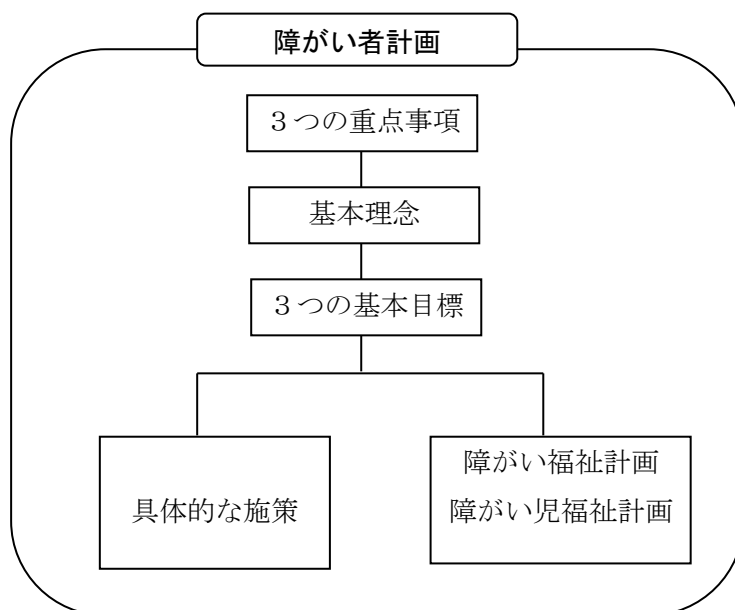 障がい者計画
３つの重点事項
基本理念
３つの基本目標
具体的な施策
障がい福祉計画
障がい児福祉計画